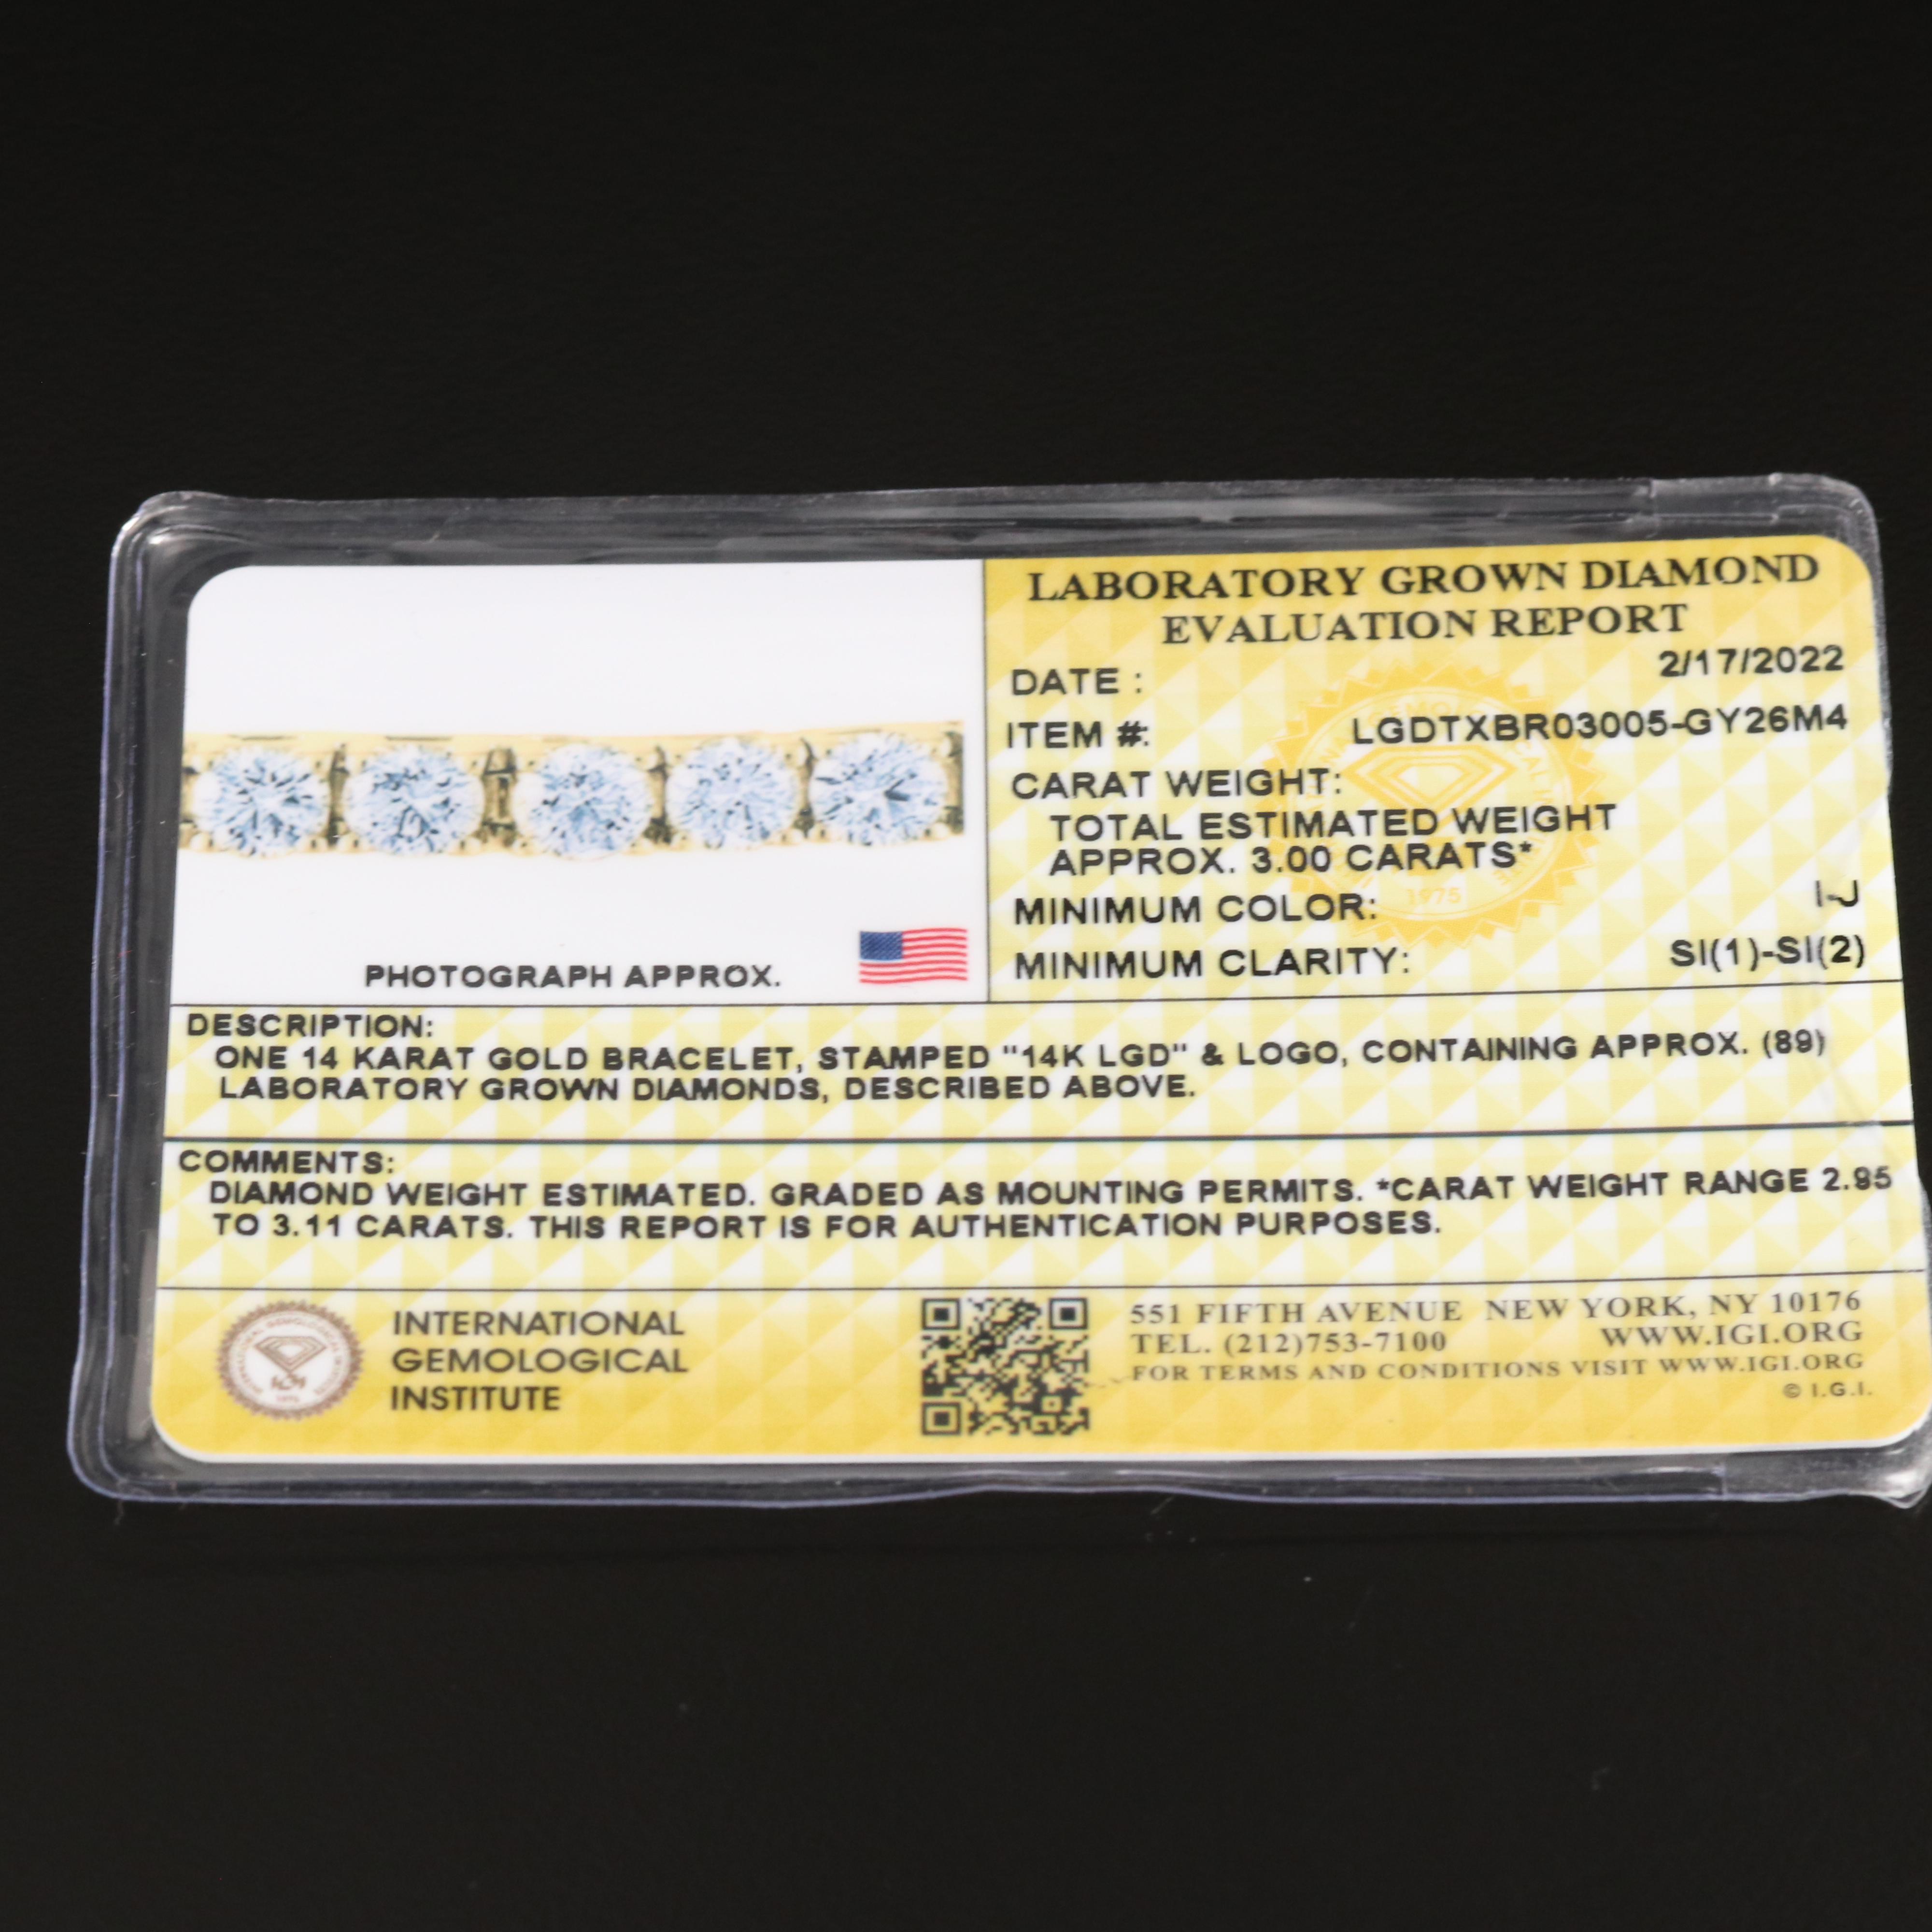 LABORATORY GROWN DIAMOND
EVALUATION REPORT
DATE : 2/17/2022
ITEM #: LGDTXBR03005-GY26M4
CARAT WEIGHT:
TOTAL ESTIMATED WEIGHT
APPROX. 3.00 CARATS*
MINIMUM COLOR: I-J
MINIMUM CLARITY: SI(1)-SI(2)
1975
PHOTOGRAPH APPROX.
DESCRIPTION:
ONE 14 KARAT GOLD BRACELET, STAMPED "14K LGD" & LOGO, CONTAINING APPROX. (89)
LABORATORY GROWN DIAMONDS, DESCRIBED ABOVE.
COMMENTS:
DIAMOND WEIGHT ESTIMATED. GRADED AS MOUNTING PERMITS. *CARAT WEIGHT RANGE 2.95
TO 3.11 CARATS. THIS REPORT IS FOR AUTHENTICATION PURPOSES.
INTERNATIONAL
GEMOLOGICAL
INSTITUTE
551 FIFTH AVENUE NEW YORK, NY 10176
TEL. (212)753-7100 WWW.IGI.ORG
FOR TERMS AND CONDITIONS VISIT WWW.IGI.ORG
© I.G.I.